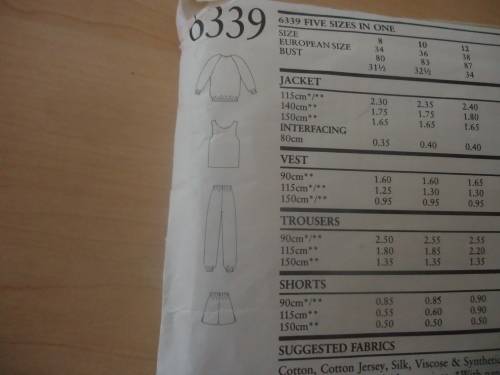 6339
6339 FIVE SIZES IN ONE
SIZE 8 10 12
EUROPEAN SIZE 34 36 38
BUST 80 83 87
31½ 32½ 34
JACKET
115cm*/** 2.30 2.35 2.40
140cm** 1.75 1.75 1.80
150cm** 1.65 1.65 1.65
INTERFACING
80cm 0.35 0.40 0.40
VEST
90cm** 1.60 1.60 1.65
115cm*/** 1.25 1.30 1.30
150cm*/** 0.95 0.95 0.95
TROUSERS
90cm*/** 2.50 2.55 2.55
115cm** 1.80 1.85 2.20
150cm** 1.35 1.35 1.35
SHORTS
90cm*/** 0.85 0.85 0.90
115cm** 0.55 0.60 0.90
150cm** 0.50 0.50 0.50
SUGGESTED FABRICS
Cotton, Cotton Jersey, Silk, Viscose & Synthetic